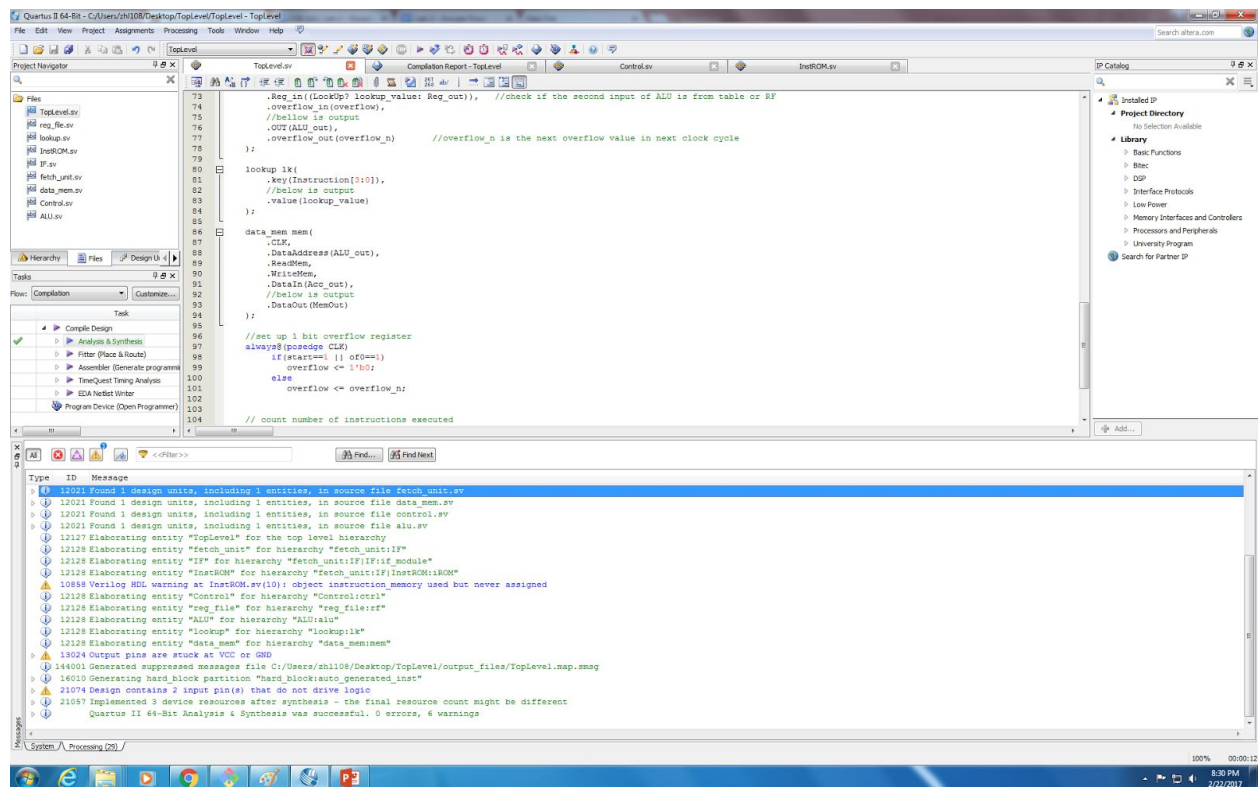 Quartus II 64-Bit - C:/Users/zhl108/Desktop/TopLevel/TopLevel - TopLevel
File Edit View Project Assignments Processing Tools Window Help
Search altera.com
TopLevel
Project Navigator
TopLevel.sv
Compilation Report - TopLevel
Control.sv
InstROM.sv
IP Catalog
Files
TopLevel.sv
reg_file.sv
lookup.sv
InstROM.sv
IF.sv
fetch_unit.sv
data_mem.sv
Control.sv
ALU.sv
Hierarchy Files Design U
Tasks
Flow: Compilation Customize...
Task
Compile Design
Analysis & Synthesis
Fitter (Place & Route)
Assembler (Generate programmi
TimeQuest Timing Analysis
EDA Netlist Writer
Program Device (Open Programmer)
73 .Reg_in((LookUp? lookup_value: Reg_out)), //check if the second input of ALU is from table or RF
74 .overflow_in(overflow),
75 //bellow is output
76 .OUT(ALU_out),
77 .overflow_out(overflow_n) //overflow_n is the next overflow value in next clock cycle
78 );
79
80 lookup lk(
81 .key(Instruction[3:0]),
82 //below is output
83 .value(lookup_value)
84 );
85
86 data_mem mem(
87 .CLK,
88 .DataAddress(ALU_out),
89 .ReadMem,
90 .WriteMem,
91 .DataIn(Acc_out),
92 //below is output
93 .DataOut(MemOut)
94 );
95
96 //set up 1 bit overflow register
97 always@(posedge CLK)
98 if(start==1 || of0==1)
99 overflow <= 1'b0;
100 else
101 overflow <= overflow_n;
102
103
104 // count number of instructions executed
Installed IP
Project Directory
No Selection Available
Library
Basic Functions
Bitec
DSP
Interface Protocols
Low Power
Memory Interfaces and Controllers
Processors and Peripherals
University Program
Search for Partner IP
Add...
All
<<Filter>>
Find... Find Next
Type ID Message
12021 Found 1 design units, including 1 entities, in source file fetch_unit.sv
12021 Found 1 design units, including 1 entities, in source file data_mem.sv
12021 Found 1 design units, including 1 entities, in source file control.sv
12021 Found 1 design units, including 1 entities, in source file alu.sv
12127 Elaborating entity "TopLevel" for the top level hierarchy
12128 Elaborating entity "fetch_unit" for hierarchy "fetch_unit:IF"
12128 Elaborating entity "IF" for hierarchy "fetch_unit:IF|IF:if_module"
12128 Elaborating entity "InstROM" for hierarchy "fetch_unit:IF|InstROM:iROM"
10858 Verilog HDL warning at InstROM.sv(10): object instruction_memory used but never assigned
12128 Elaborating entity "Control" for hierarchy "Control:ctrl"
12128 Elaborating entity "reg_file" for hierarchy "reg_file:rf"
12128 Elaborating entity "ALU" for hierarchy "ALU:alu"
12128 Elaborating entity "lookup" for hierarchy "lookup:lk"
12128 Elaborating entity "data_mem" for hierarchy "data_mem:mem"
13024 Output pins are stuck at VCC or GND
144001 Generated suppressed messages file C:/Users/zhl108/Desktop/TopLevel/output_files/TopLevel.map.smsg
16010 Generating hard_block partition "hard_block:auto_generated_inst"
21074 Design contains 2 input pin(s) that do not drive logic
21057 Implemented 3 device resources after synthesis - the final resource count might be different
Quartus II 64-Bit Analysis & Synthesis was successful. 0 errors, 6 warnings
Messages
System Processing (29)
100% 00:00:12
8:30 PM
2/22/2017